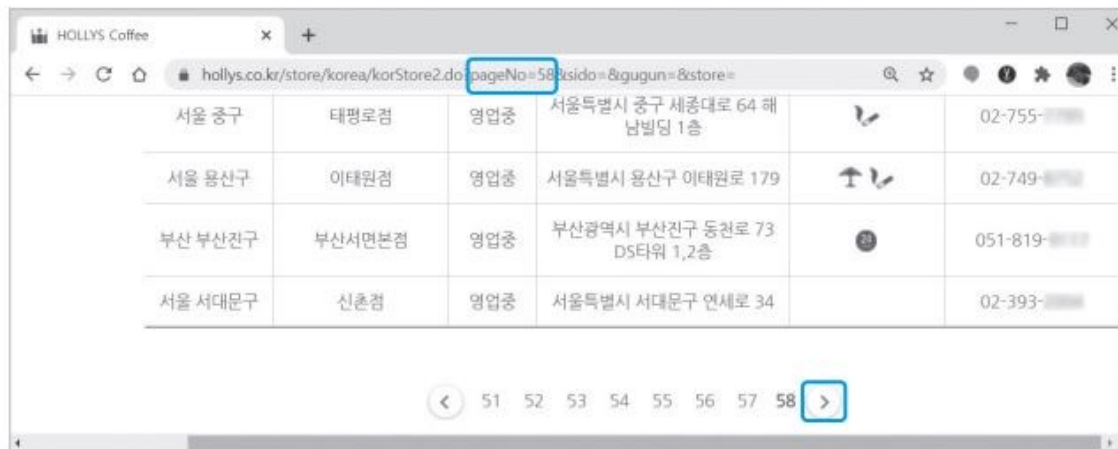 HOLLYS Coffee
hollys.co.kr/store/korea/korStore2.do?pageNo=58&sido=&gugun=&store=
서울 중구 태평로점 영업중 서울특별시 중구 세종대로 64 해
남빌딩 1층 02-755-
서울 용산구 이태원점 영업중 서울특별시 용산구 이태원로 179 02-749-
부산 부산진구 부산서면본점 영업중 부산광역시 부산진구 동천로 73
DS타워 1,2층 051-819-
서울 서대문구 신촌점 영업중 서울특별시 서대문구 연세로 34 02-393-
51 52 53 54 55 56 57 58